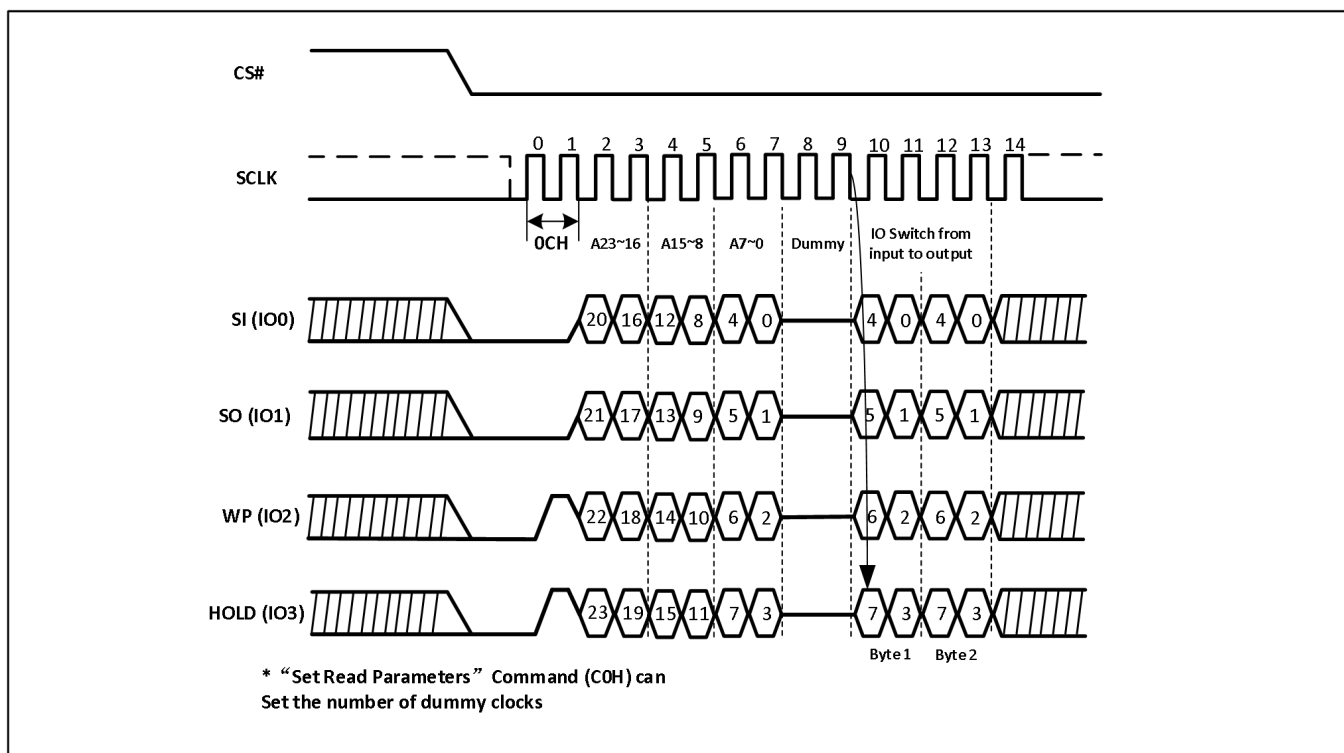 CS#
0 1 2 3 4 5 6 7 8 9 10 11 12 13 14
SCLK
0CH A23~16 A15~8 A7~0 Dummy IO Switch from
input to output
SI (IO0) 20 16 12 8 4 0 4 0 4 0
SO (IO1) 21 17 13 9 5 1 5 1 5 1
WP (IO2) 22 18 14 10 6 2 6 2 6 2
HOLD (IO3) 23 19 15 11 7 3 7 3 7 3
Byte 1 Byte 2
* “Set Read Parameters” Command (C0H) can
Set the number of dummy clocks